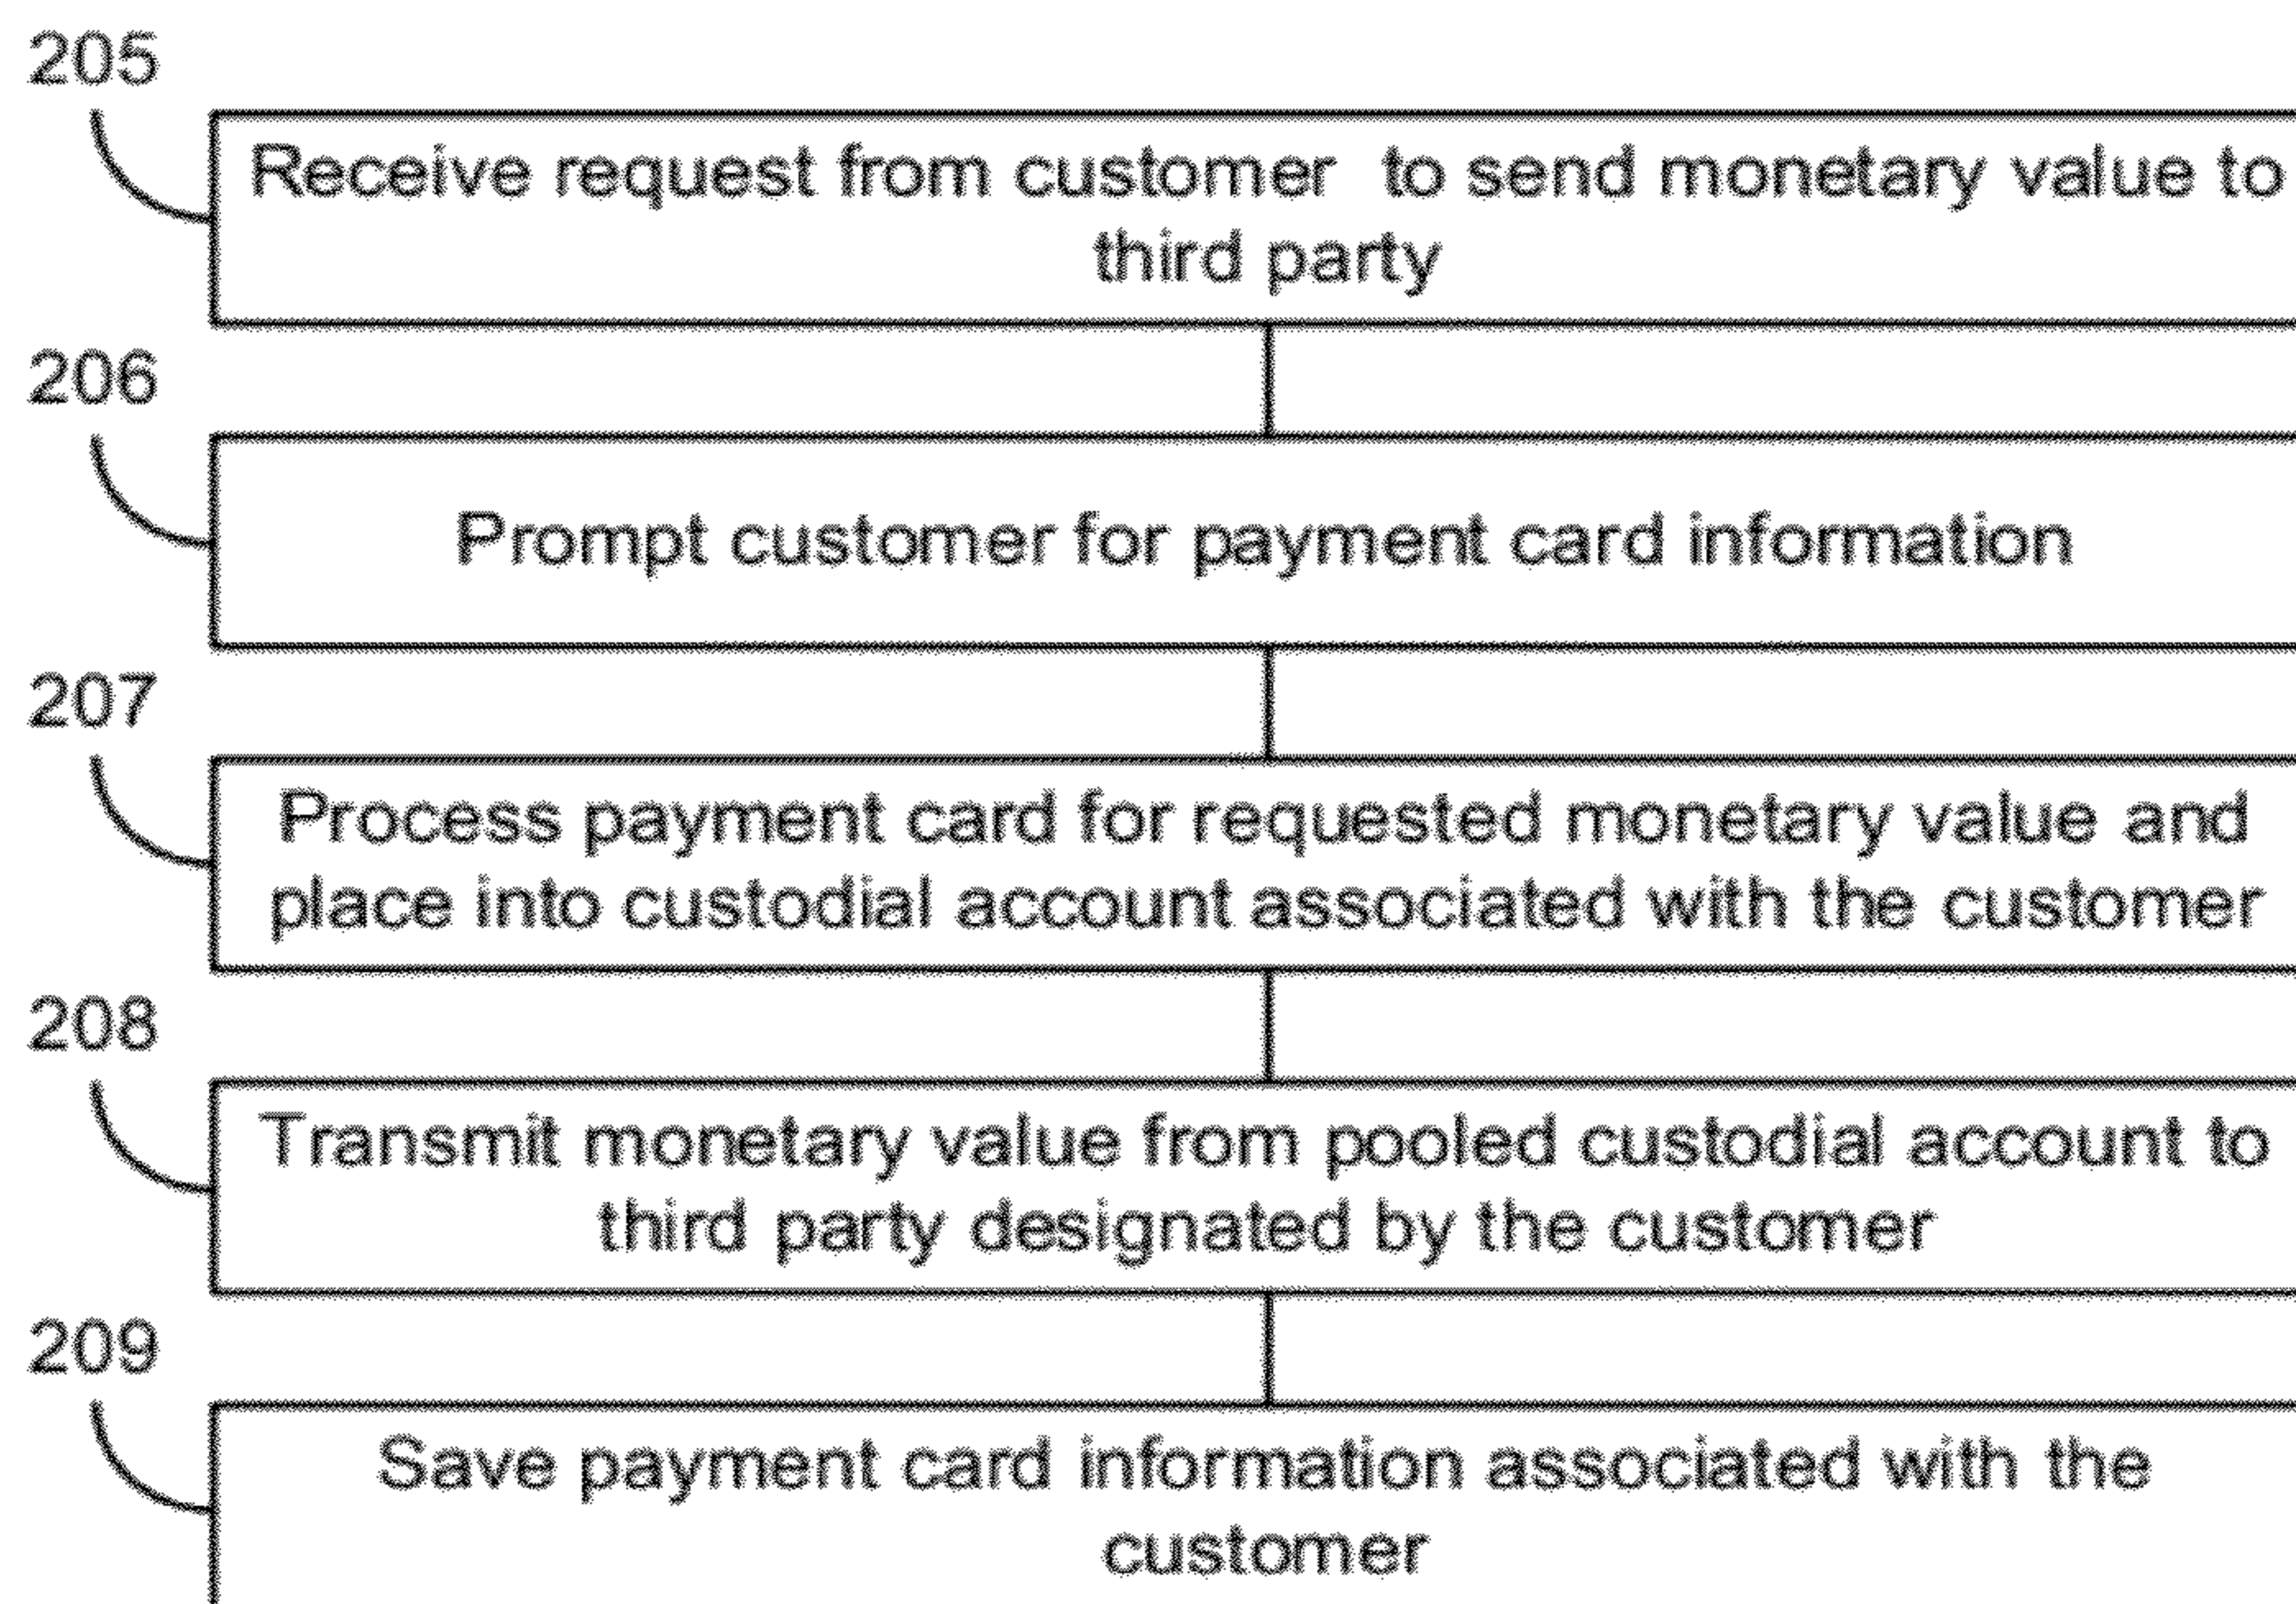 205
Receive request from customer to send monetary value to
third party
206
Prompt customer for payment card information
207
Process payment card for requested monetary value and
place into custodial account associated with the customer
208
Transmit monetary value from pooled custodial account to
third party designated by the customer
209
Save payment card information associated with the
customer